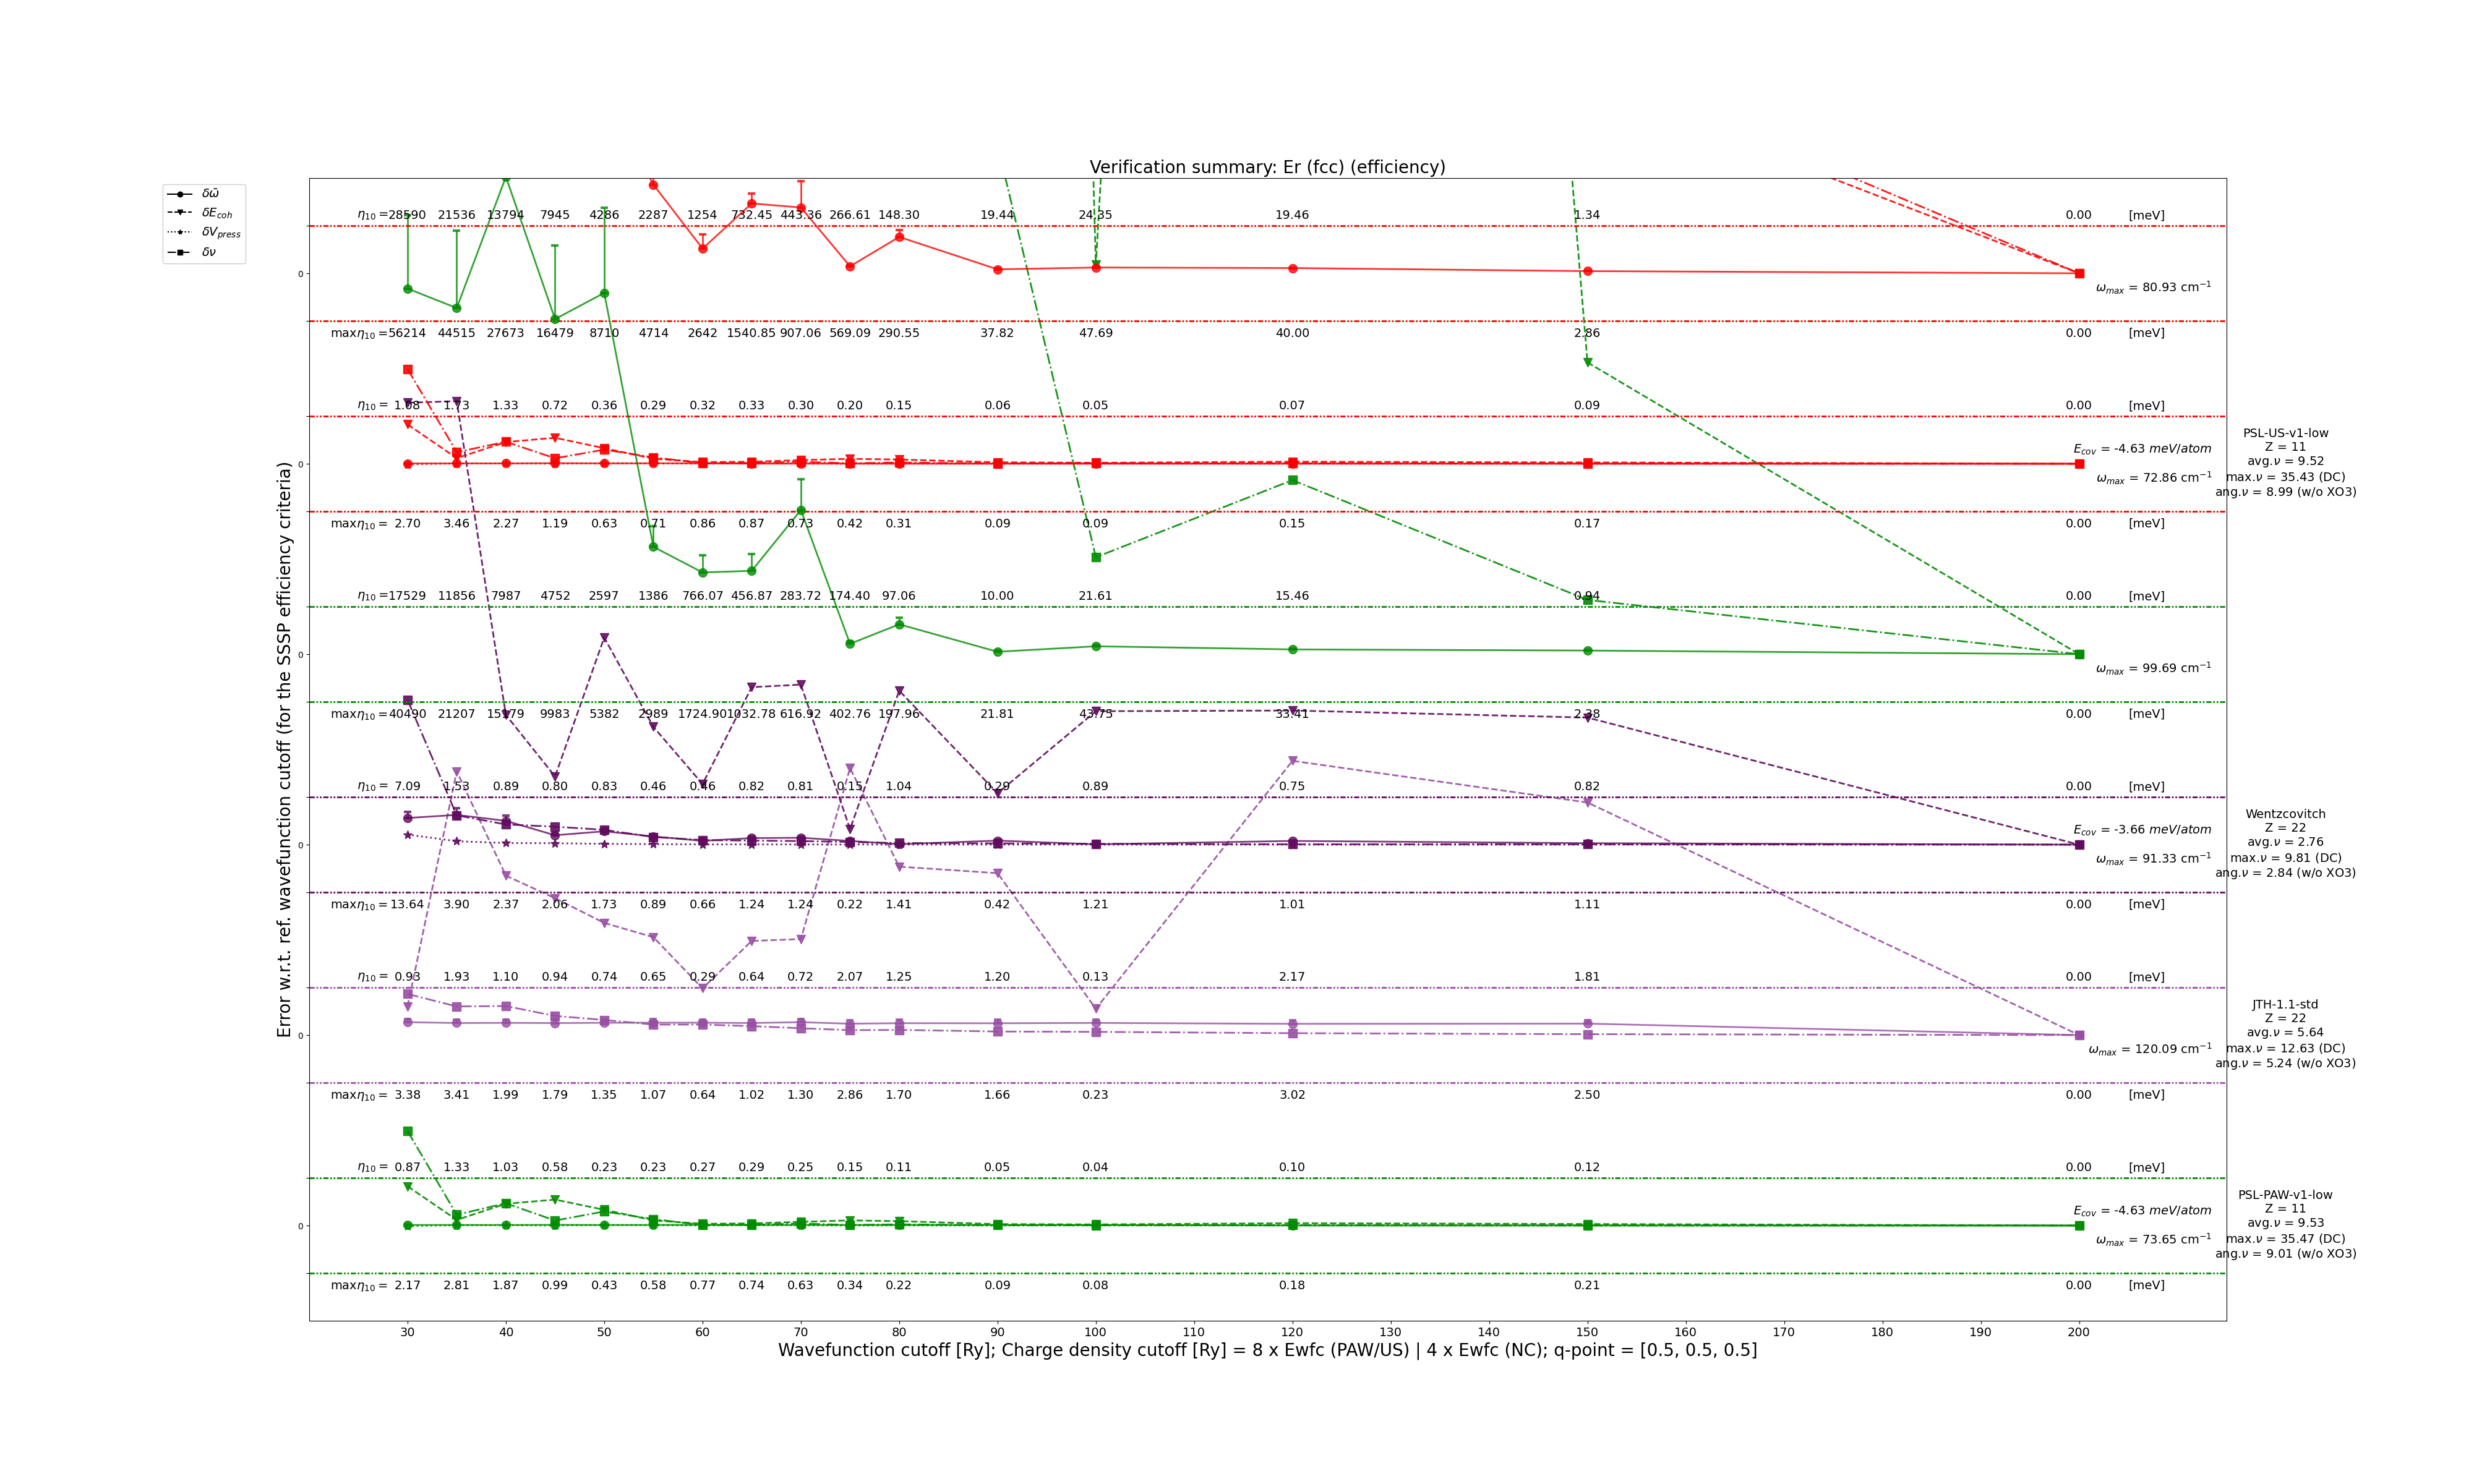 Verification summary: Er (fcc) (efficiency)
δω̄
δE_coh
δV_press
δν
Error w.r.t. ref. wavefunction cutoff (for the SSSP efficiency criteria)
η₁₀ = 28590 21536 13794 7945 4286 2287 1254 732.45 443.36 266.61 148.30 19.44 24.35 19.46 1.34 0.00 [meV]
0
ω_max = 80.93 cm⁻¹
maxη₁₀ = 56214 44515 27673 16479 8710 4714 2642 1540.85 907.06 569.09 290.55 37.82 47.69 40.00 2.86 0.00 [meV]
η₁₀ = 1.08 1.73 1.33 0.72 0.36 0.29 0.32 0.33 0.30 0.20 0.15 0.06 0.05 0.07 0.09 0.00 [meV]
0
E_cov = -4.63 meV/atom
ω_max = 72.86 cm⁻¹
PSL-US-v1-low
Z = 11
avg.ν = 9.52
max.ν = 35.43 (DC)
ang.ν = 8.99 (w/o XO3)
maxη₁₀ = 2.70 3.46 2.27 1.19 0.63 0.71 0.86 0.87 0.73 0.42 0.31 0.09 0.09 0.15 0.17 0.00 [meV]
η₁₀ = 17529 11856 7987 4752 2597 1386 766.07 456.87 283.72 174.40 97.06 10.00 21.61 15.46 0.94 0.00 [meV]
0
ω_max = 99.69 cm⁻¹
maxη₁₀ = 40490 21207 15979 9983 5382 2989 1724.90 1032.78 616.92 402.76 197.96 21.81 43.75 33.41 2.38 0.00 [meV]
η₁₀ = 7.09 1.53 0.89 0.80 0.83 0.46 0.46 0.82 0.81 0.15 1.04 0.29 0.89 0.75 0.82 0.00 [meV]
0
E_cov = -3.66 meV/atom
ω_max = 91.33 cm⁻¹
Wentzcovitch
Z = 22
avg.ν = 2.76
max.ν = 9.81 (DC)
ang.ν = 2.84 (w/o XO3)
maxη₁₀ = 13.64 3.90 2.37 2.06 1.73 0.89 0.66 1.24 1.24 0.22 1.41 0.42 1.21 1.01 1.11 0.00 [meV]
η₁₀ = 0.93 1.93 1.10 0.94 0.74 0.65 0.29 0.64 0.72 2.07 1.25 1.20 0.13 2.17 1.81 0.00 [meV]
0
ω_max = 120.09 cm⁻¹
JTH-1.1-std
Z = 22
avg.ν = 5.64
max.ν = 12.63 (DC)
ang.ν = 5.24 (w/o XO3)
maxη₁₀ = 3.38 3.41 1.99 1.79 1.35 1.07 0.64 1.02 1.30 2.86 1.70 1.66 0.23 3.02 2.50 0.00 [meV]
η₁₀ = 0.87 1.33 1.03 0.58 0.23 0.23 0.27 0.29 0.25 0.15 0.11 0.05 0.04 0.10 0.12 0.00 [meV]
0
E_cov = -4.63 meV/atom
ω_max = 73.65 cm⁻¹
PSL-PAW-v1-low
Z = 11
avg.ν = 9.53
max.ν = 35.47 (DC)
ang.ν = 9.01 (w/o XO3)
maxη₁₀ = 2.17 2.81 1.87 0.99 0.43 0.58 0.77 0.74 0.63 0.34 0.22 0.09 0.08 0.18 0.21 0.00 [meV]
30 40 50 60 70 80 90 100 110 120 130 140 150 160 170 180 190 200
Wavefunction cutoff [Ry]; Charge density cutoff [Ry] = 8 x Ewfc (PAW/US) | 4 x Ewfc (NC); q-point = [0.5, 0.5, 0.5]